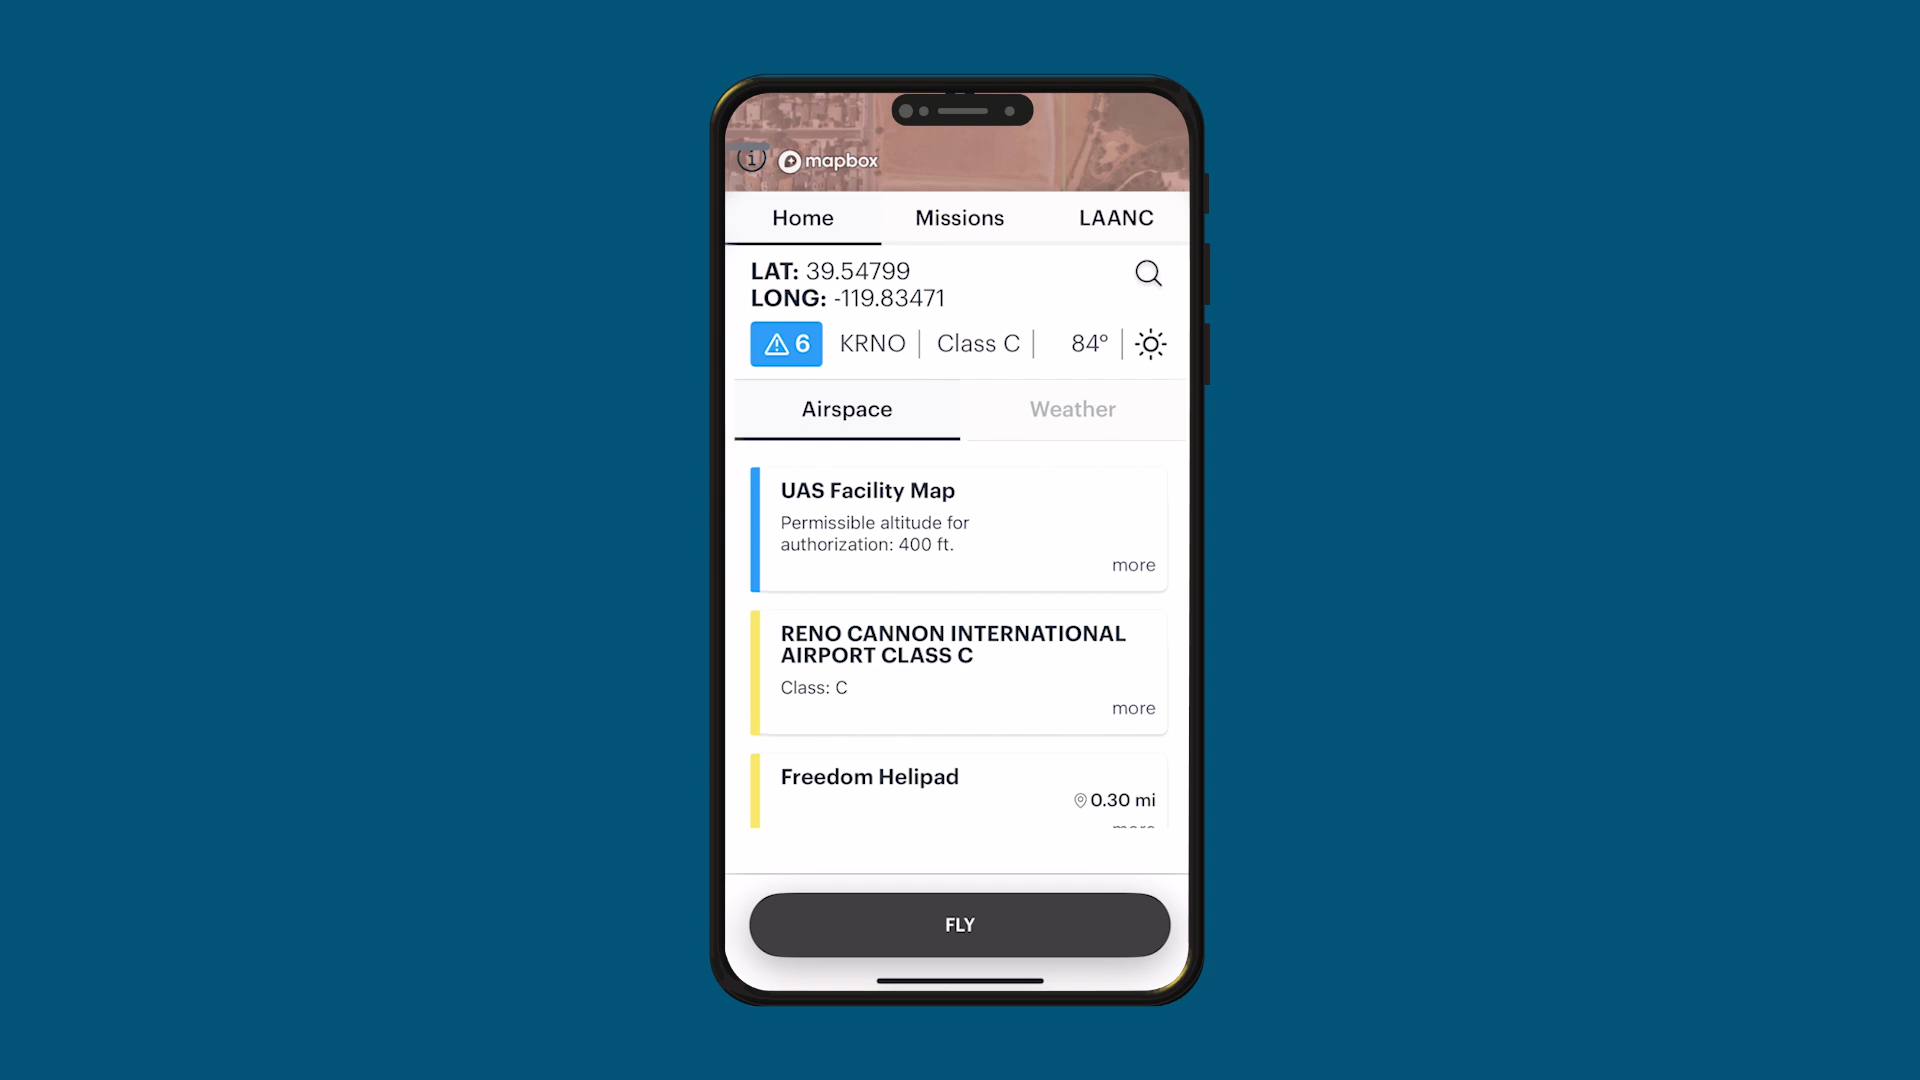 mapbox
Home Missions LAANC
LAT: 39.54799
LONG: -119.83471
6 KRNO Class C 84°
Airspace Weather
UAS Facility Map
Permissible altitude for
authorization: 400 ft.
more
RENO CANNON INTERNATIONAL
AIRPORT CLASS C
Class: C
more
Freedom Helipad
0.30 mi
FLY